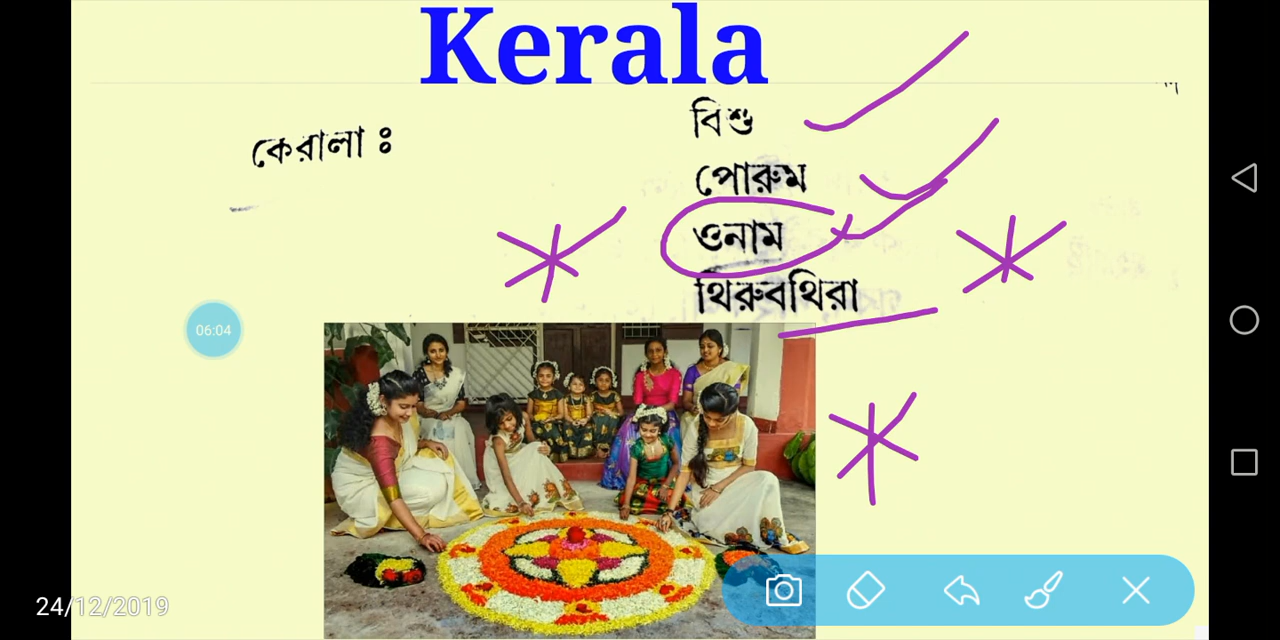 Kerala
কেরালা ঃ
বিশু
পোরুম
ওনাম
থিরুবথিরা
06:04
24/12/2019